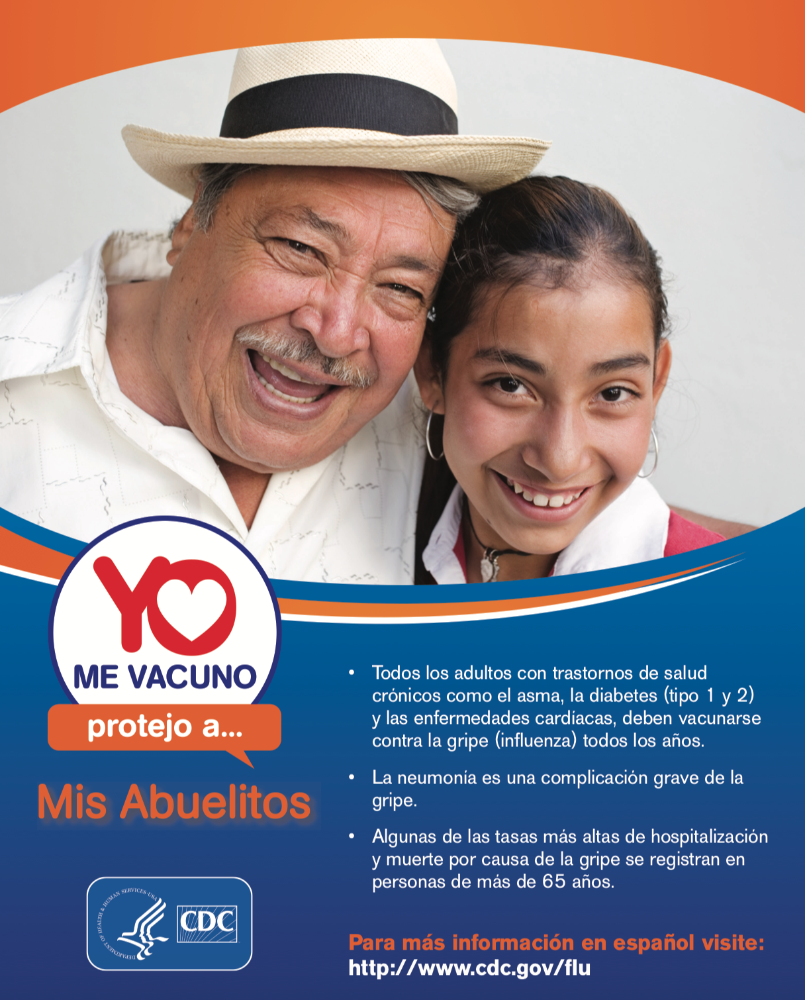 YO
ME VACUNO
protejo a...
Mis Abuelitos
• Todos los adultos con trastornos de salud
crónicos como el asma, la diabetes (tipo 1 y 2)
y las enfermedades cardíacas, deben vacunarse
contra la gripe (influenza) todos los años.
• La neumonía es una complicación grave de la
gripe.
• Algunas de las tasas más altas de hospitalización
y muerte por causa de la gripe se registran en
personas de más de 65 años.
DEPARTMENT OF HEALTH & HUMAN SERVICES·USA
CDC
Para más información en español visite:
http://www.cdc.gov/flu